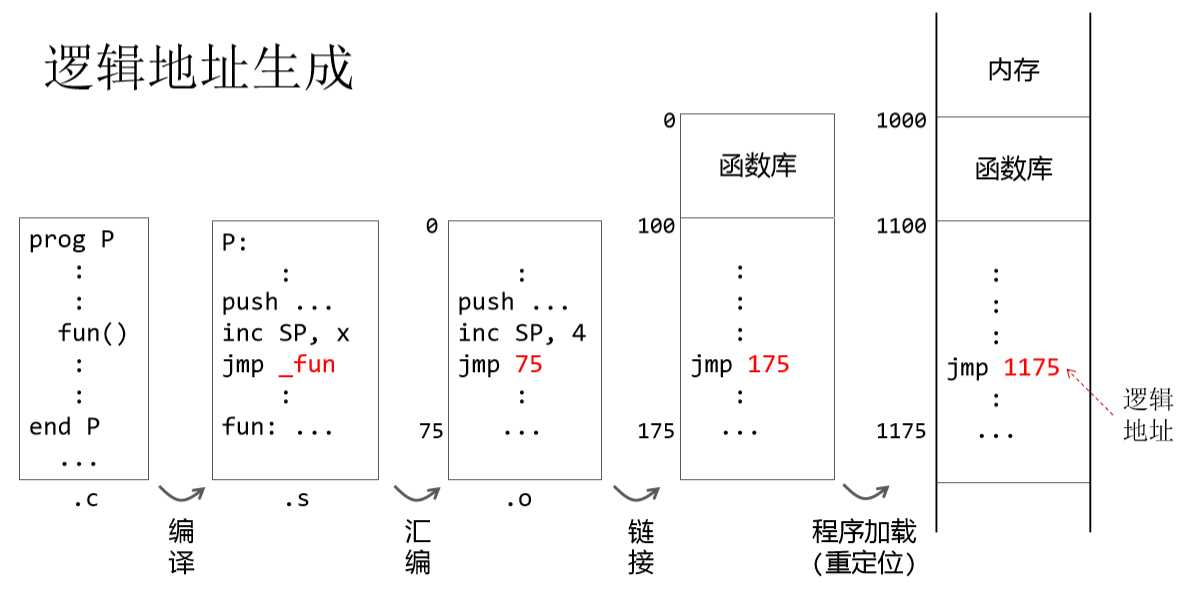 逻辑地址生成
prog P
:
:
fun()
:
:
end P
...
.c
编译
P:
:
push ...
inc SP, x
jmp _fun
:
fun: ...
.s
汇编
0
:
push ...
inc SP, 4
jmp 75
:
75
...
.o
链接
0
函数库
100
:
:
:
jmp 175
:
175
...
程序加载
(重定位)
内存
1000
函数库
1100
:
:
:
jmp 1175
:
1175
...
逻辑
地址